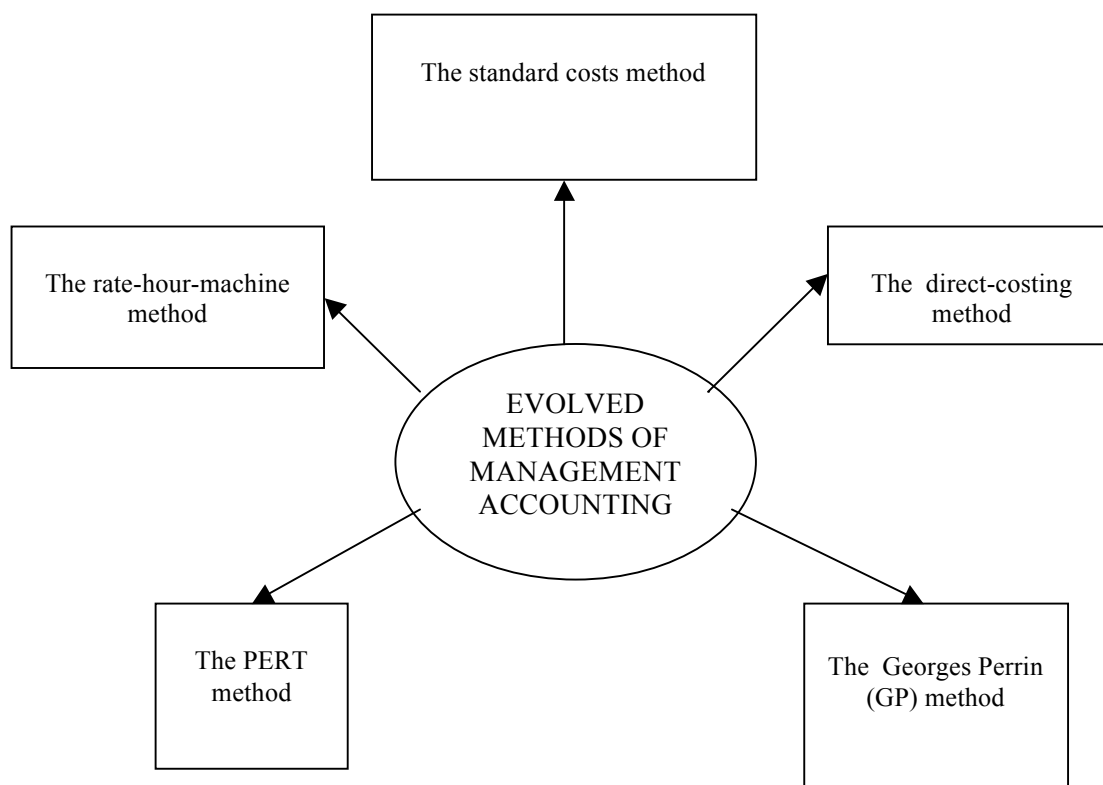 The standard costs method
The rate-hour-machine
method
The direct-costing
method
EVOLVED
METHODS OF
MANAGEMENT
ACCOUNTING
The PERT
method
The Georges Perrin
(GP) method